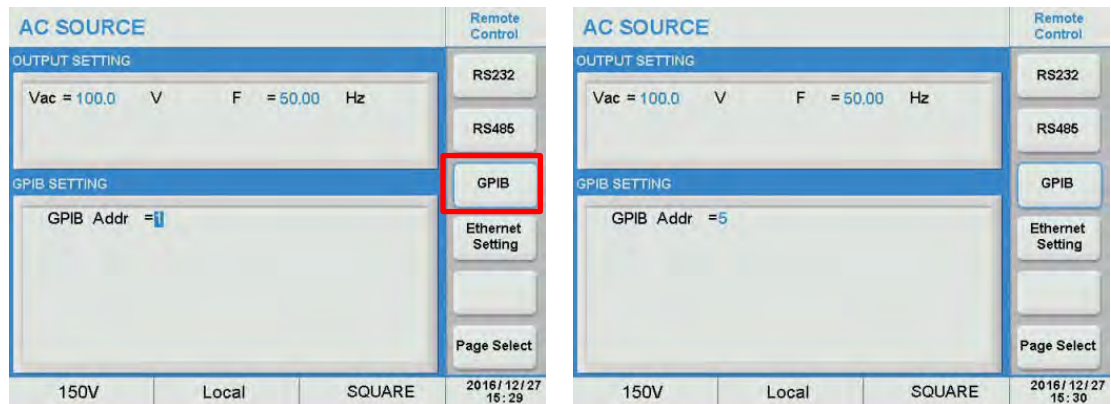 AC SOURCE
Remote
Control
OUTPUT SETTING
Vac = 100.0 V F = 50.00 Hz
RS232
RS485
GPIB SETTING
GPIB
GPIB Addr =1
Ethernet
Setting
Page Select
150V Local SQUARE 2016/12/27
15:29
AC SOURCE
Remote
Control
OUTPUT SETTING
Vac = 100.0 V F = 50.00 Hz
RS232
RS485
GPIB SETTING
GPIB
GPIB Addr =5
Ethernet
Setting
Page Select
150V Local SQUARE 2016/12/27
15:30